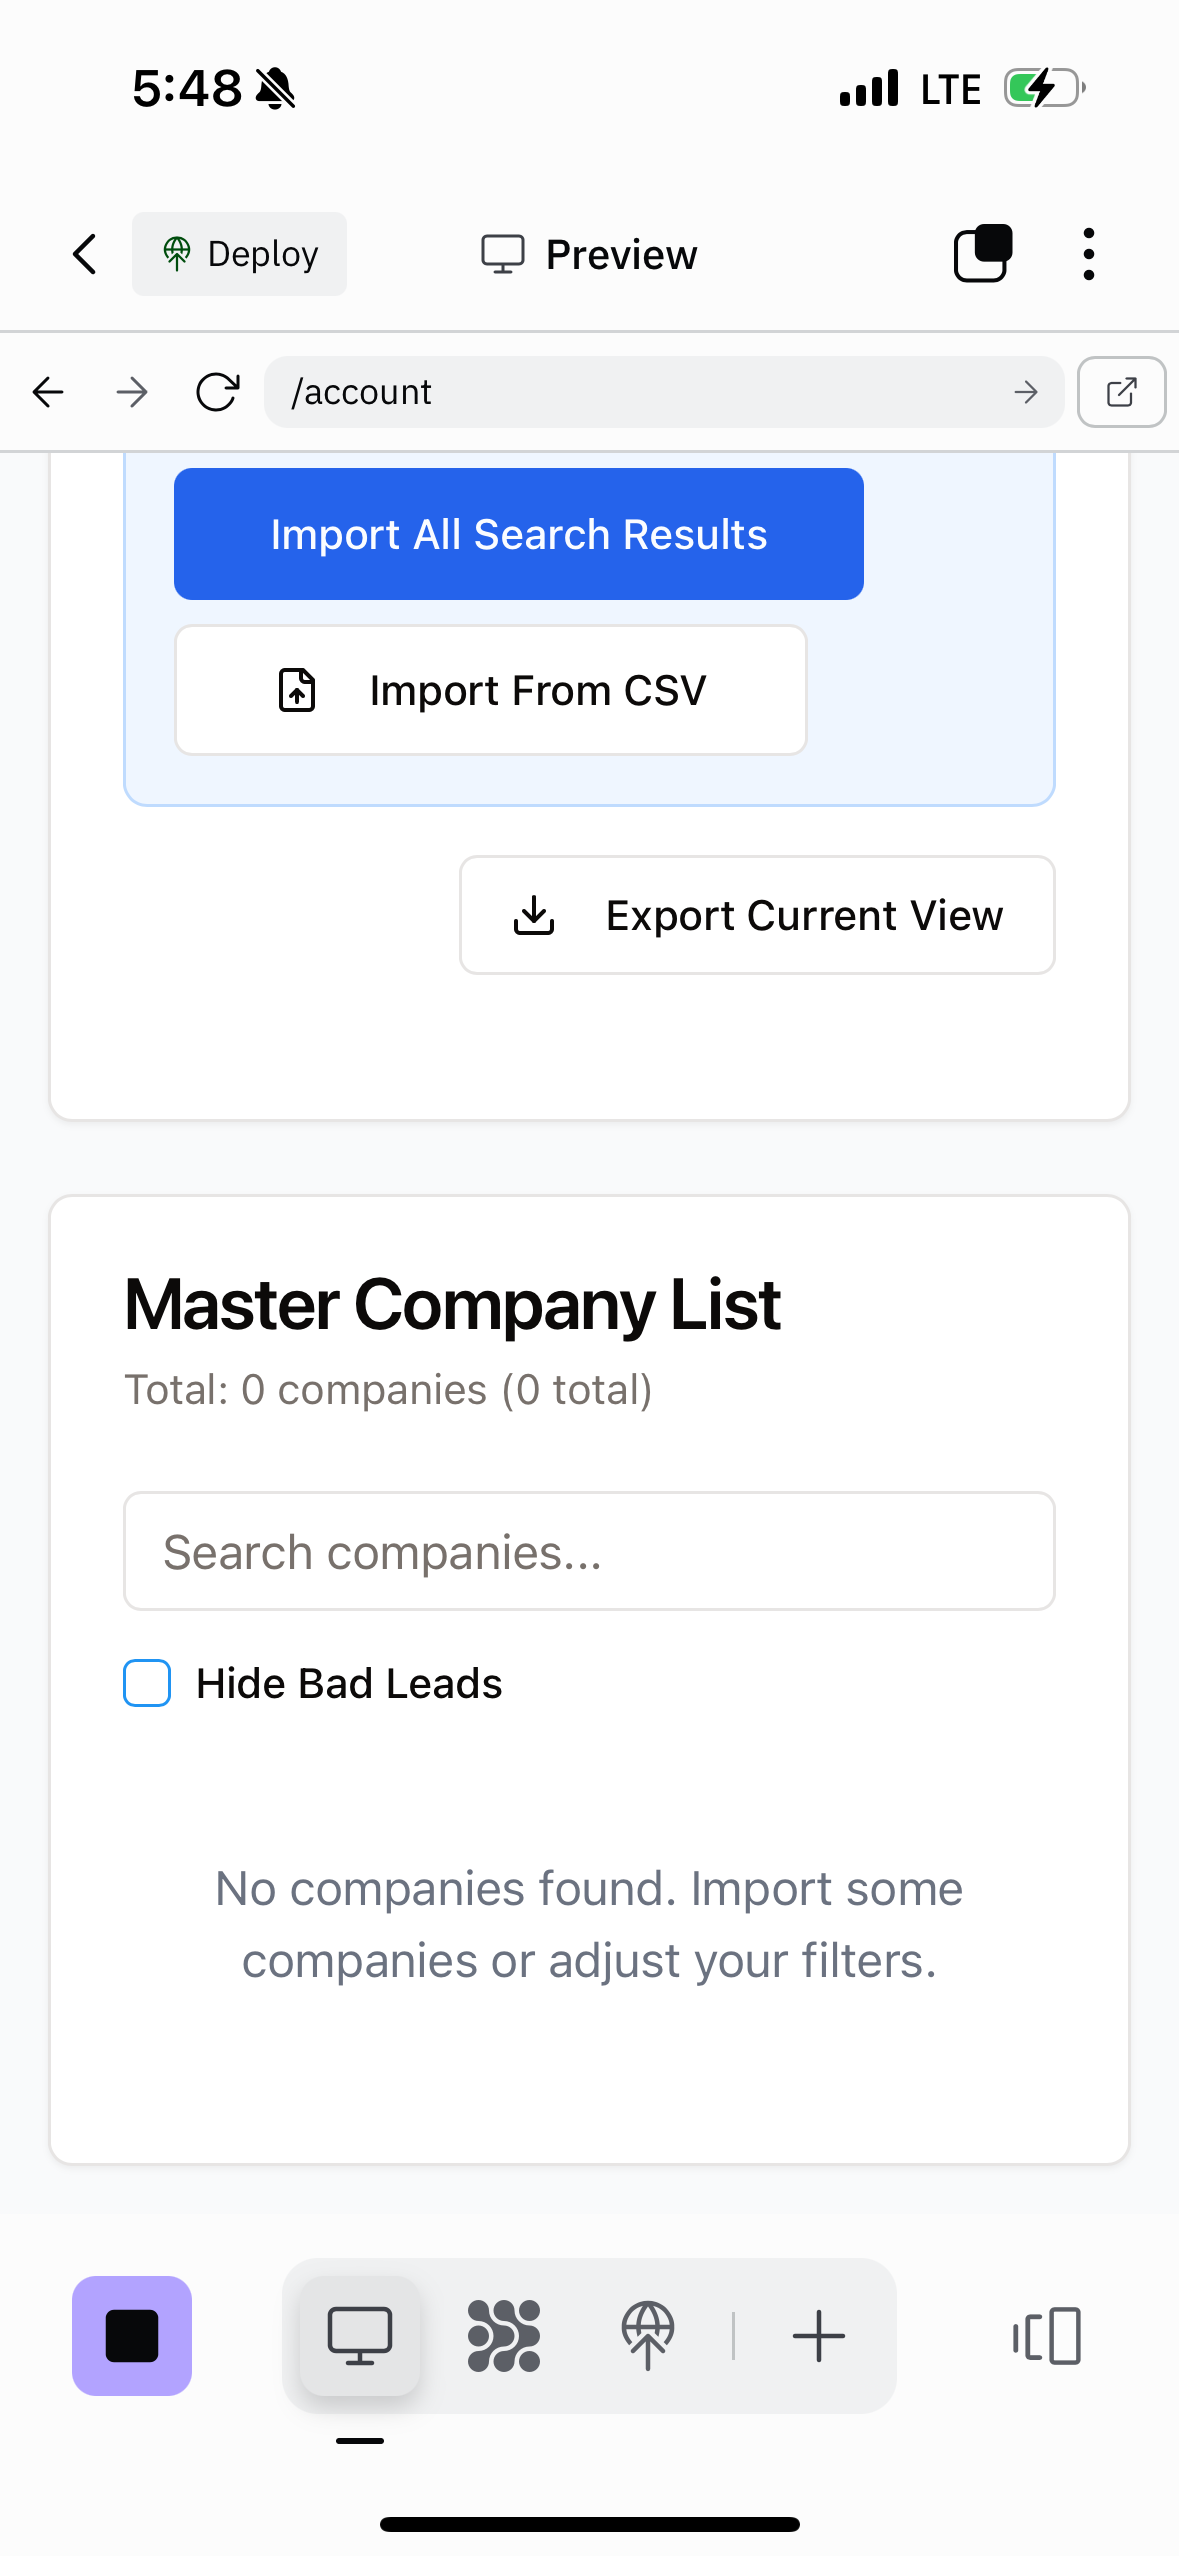 5:48
LTE
Deploy
Preview
/account
Import All Search Results
Import From CSV
Export Current View
Master Company List
Total: 0 companies (0 total)
Search companies...
Hide Bad Leads
No companies found. Import some
companies or adjust your filters.